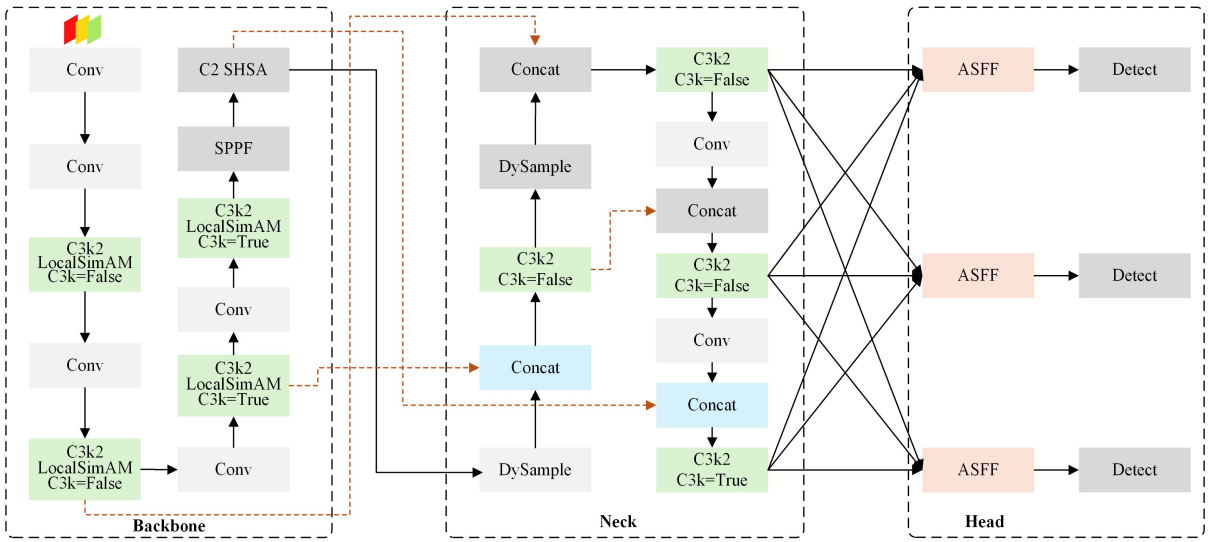 Conv
Conv
C3k2
LocalSimAM
C3k=False
Conv
C3k2
LocalSimAM
C3k=False
C2 SHSA
SPPF
C3k2
LocalSimAM
C3k=True
Conv
C3k2
LocalSimAM
C3k=True
Conv
Backbone
Concat
DySample
C3k2
C3k=False
Concat
DySample
C3k2
C3k=False
Conv
Concat
C3k2
C3k=False
Conv
Concat
C3k2
C3k=True
Neck
ASFF
Detect
ASFF
Detect
ASFF
Detect
Head